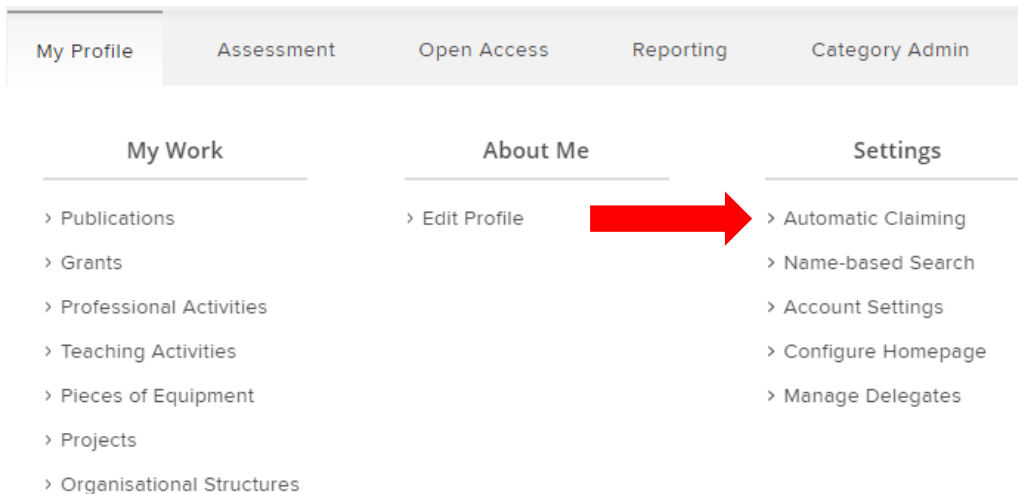 My Profile Assessment Open Access Reporting Category Admin
My Work About Me Settings
> Publications > Edit Profile > Automatic Claiming
> Grants > Name-based Search
> Professional Activities > Account Settings
> Teaching Activities > Configure Homepage
> Pieces of Equipment > Manage Delegates
> Projects
> Organisational Structures